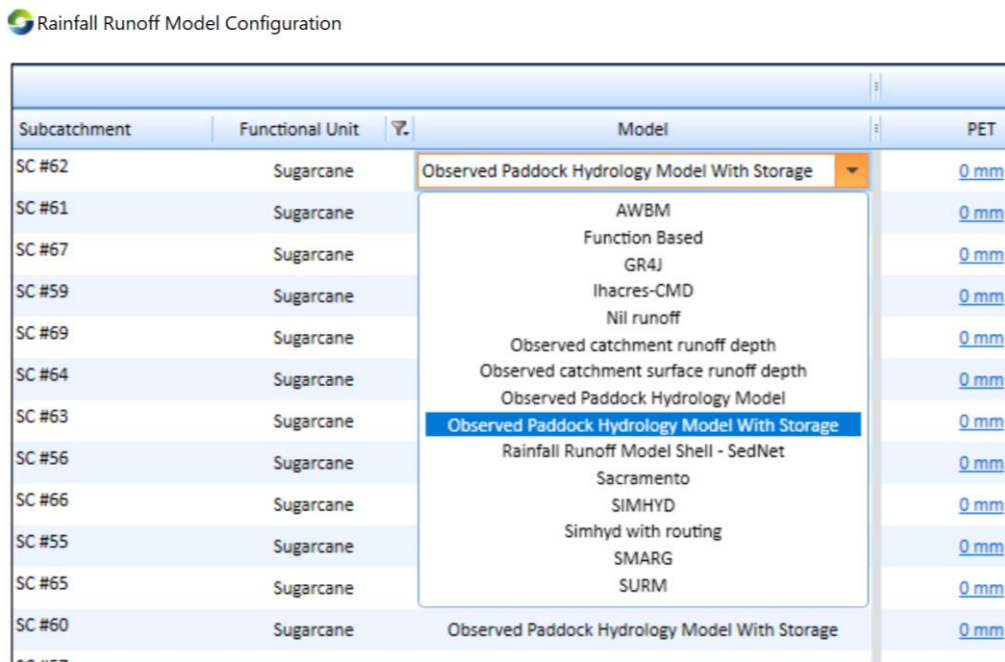 Rainfall Runoff Model Configuration
Subcatchment Functional Unit Model PET
SC #62 Sugarcane Observed Paddock Hydrology Model With Storage 0 mm
SC #61 Sugarcane AWBM 0 mm
Function Based
SC #67 Sugarcane GR4J 0 mm
SC #59 Sugarcane Ihacres-CMD 0 mm
Nil runoff
SC #69 Sugarcane Observed catchment runoff depth 0 mm
SC #64 Sugarcane Observed catchment surface runoff depth 0 mm
Observed Paddock Hydrology Model
SC #63 Sugarcane Observed Paddock Hydrology Model With Storage 0 mm
SC #56 Sugarcane Rainfall Runoff Model Shell - SedNet 0 mm
Sacramento
SC #66 Sugarcane SIMHYD 0 mm
SC #55 Sugarcane Simhyd with routing 0 mm
SMARG
SC #65 Sugarcane SURM 0 mm
SC #60 Sugarcane Observed Paddock Hydrology Model With Storage 0 mm